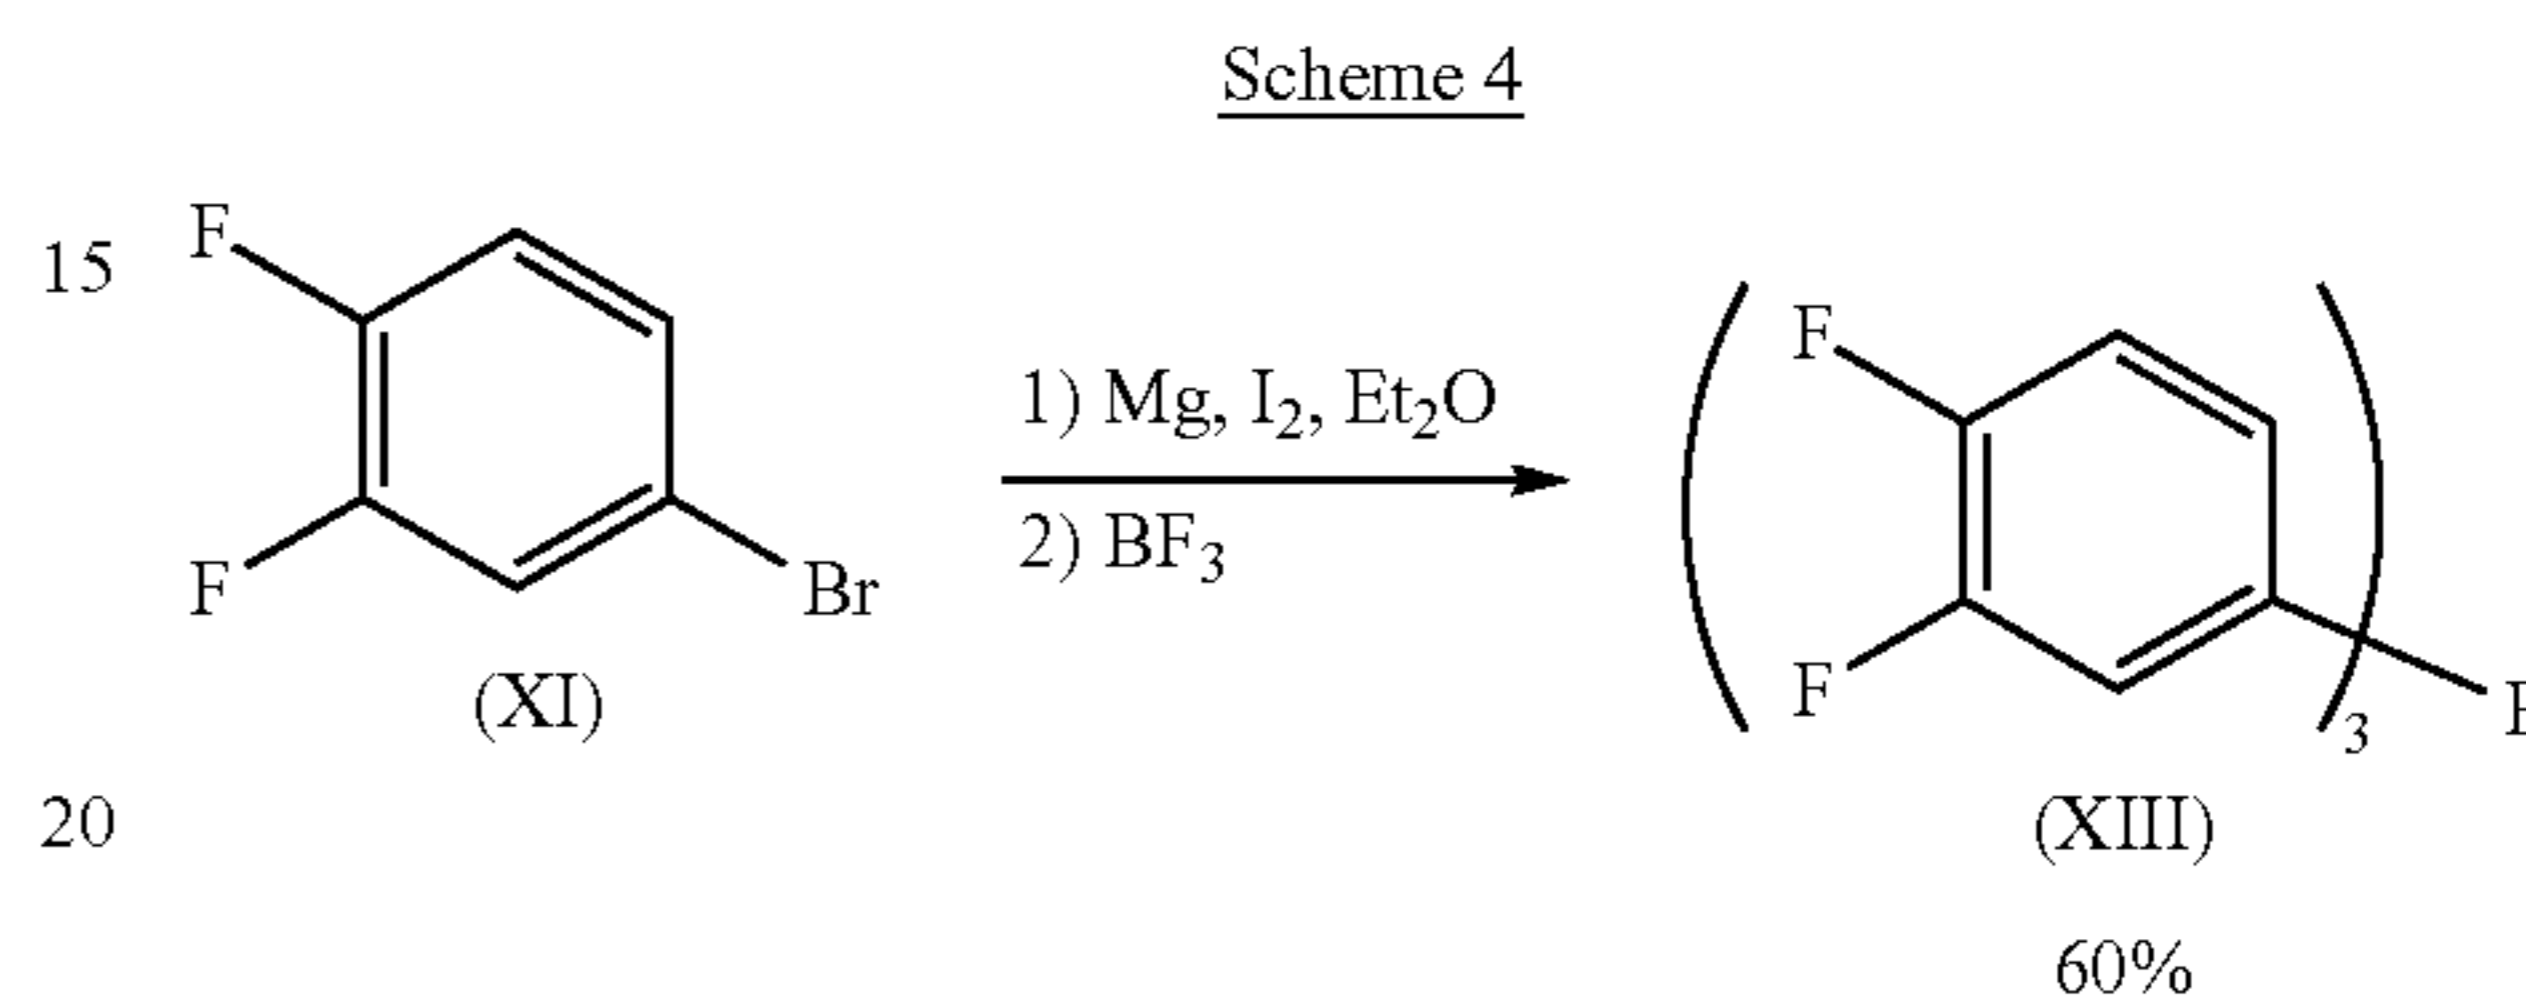 Scheme 4
15
F
F
Br
(XI)
1) Mg, I2, Et2O
2) BF3
F
F
3
(XIII)
60%
20